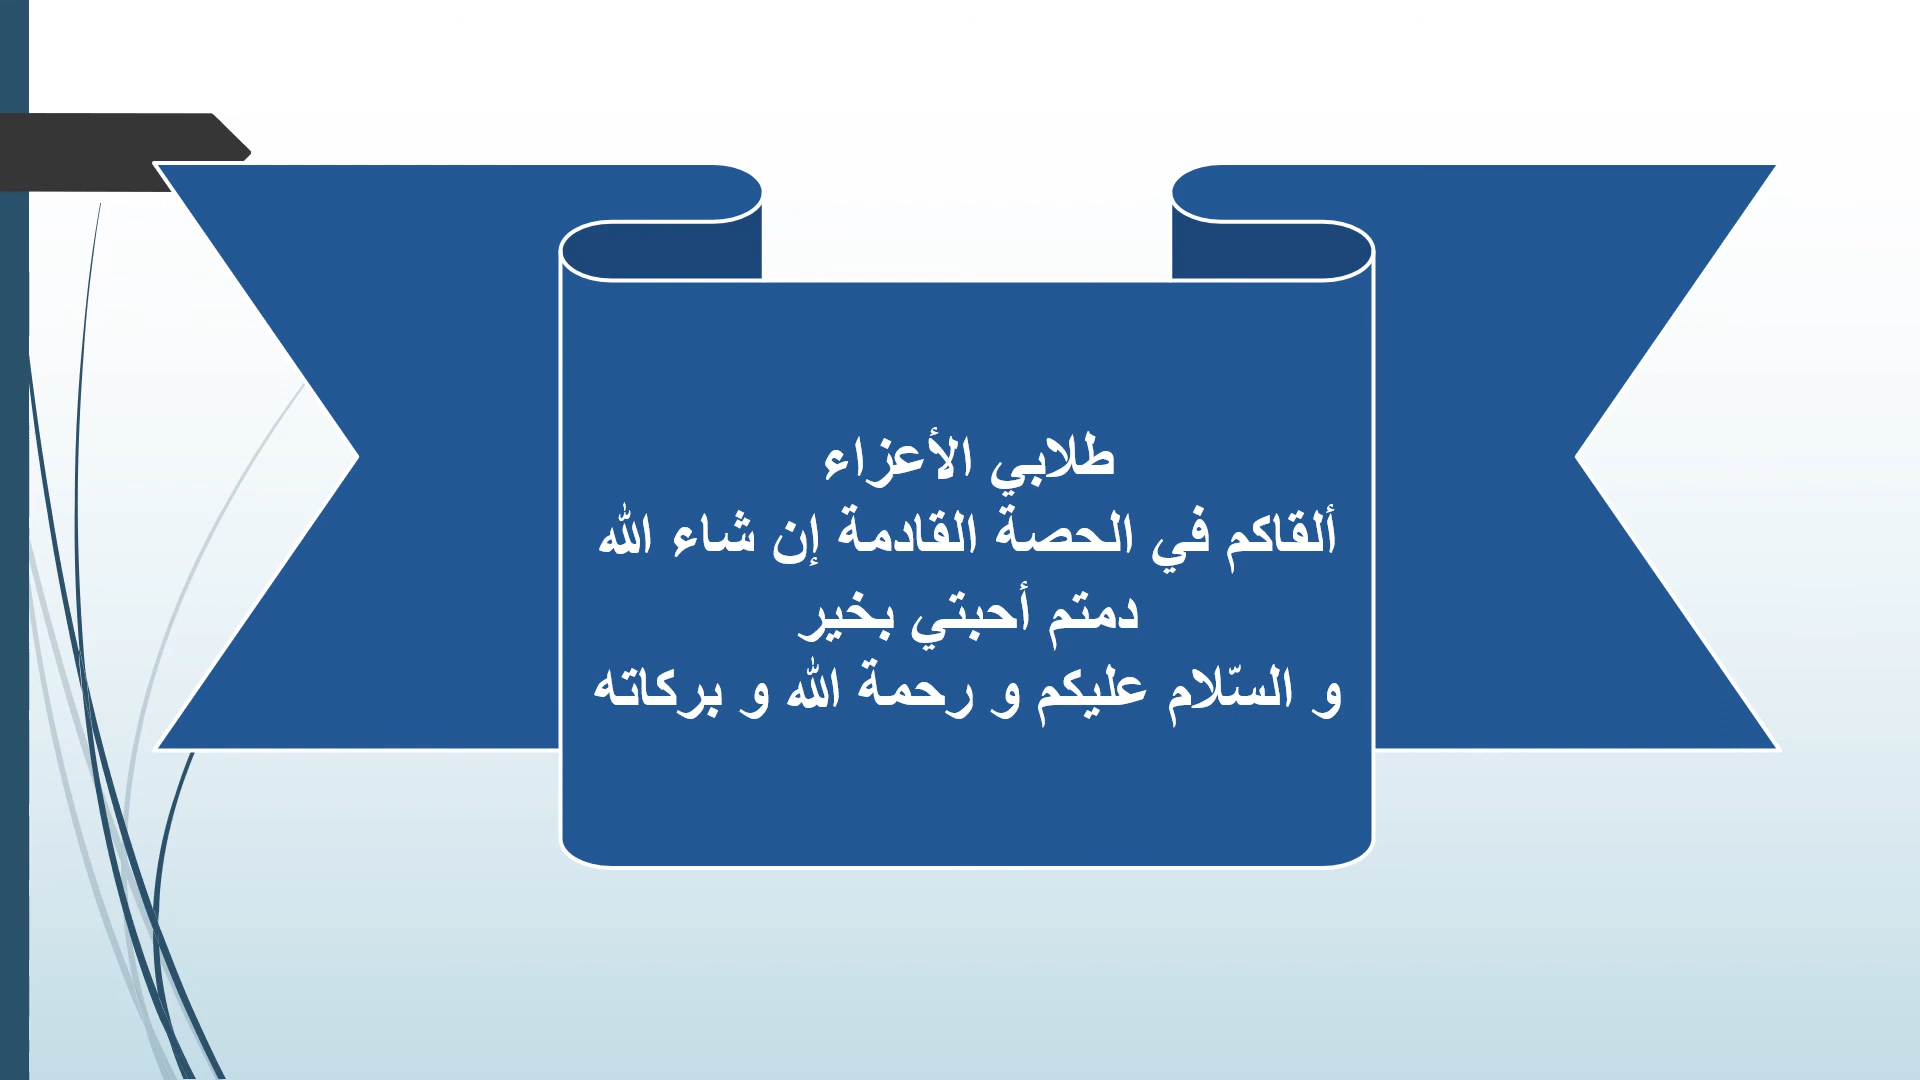 طلابي الأعزاء
ألقاكم في الحصة القادمة إن شاء الله
دمتم أحبتي بخير
و السّلام عليكم و رحمة الله و بركاته